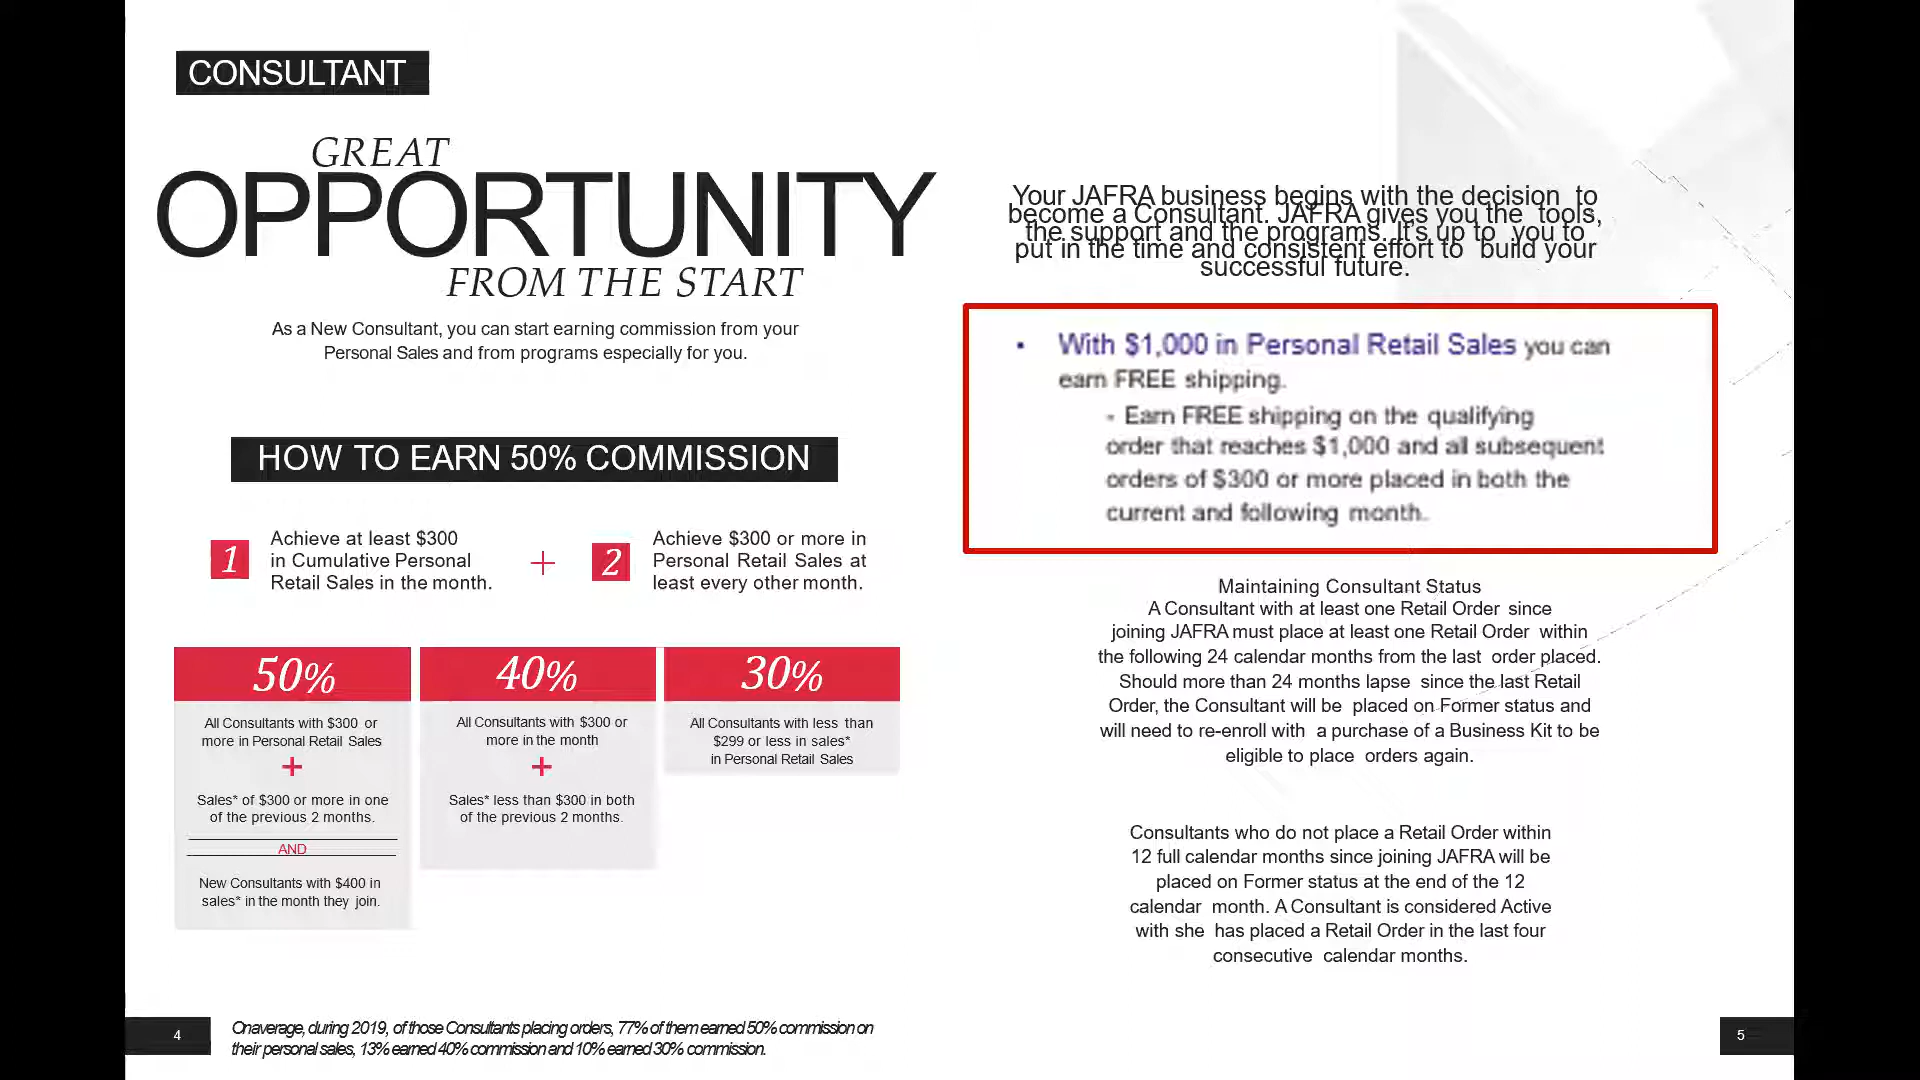 CONSULTANT
GREAT
OPPORTUNITY
FROM THE START
As a New Consultant, you can start earning commission from your
Personal Sales and from programs especially for you.
HOW TO EARN 50% COMMISSION
1
Achieve at least $300
in Cumulative Personal
Retail Sales in the month.
+
2
Achieve $300 or more in
Personal Retail Sales at
least every other month.
50%
All Consultants with $300 or
more in Personal Retail Sales
+
Sales* of $300 or more in one
of the previous 2 months.
AND
New Consultants with $400 in
sales* in the month they join.
40%
All Consultants with $300 or
more in the month
+
Sales* less than $300 in both
of the previous 2 months.
30%
All Consultants with less than
$299 or less in sales*
in Personal Retail Sales
4
On average, during 2019, of those Consultants placing orders, 77% of them earned 50% commission on
their personal sales, 13% earned 40% commission and 10% earned 30% commission.
Your JAFRA business begins with the decision to
become a Consultant. JAFRA gives you the tools,
the support and the programs. It's up to you to
put in the time and consistent effort to build your
successful future.
• With $1,000 in Personal Retail Sales you can
earn FREE shipping.
- Earn FREE shipping on the qualifying
order that reaches $1,000 and all subsequent
orders of $300 or more placed in both the
current and following month.
Maintaining Consultant Status
A Consultant with at least one Retail Order since
joining JAFRA must place at least one Retail Order within
the following 24 calendar months from the last order placed.
Should more than 24 months lapse since the last Retail
Order, the Consultant will be placed on Former status and
will need to re-enroll with a purchase of a Business Kit to be
eligible to place orders again.
Consultants who do not place a Retail Order within
12 full calendar months since joining JAFRA will be
placed on Former status at the end of the 12
calendar month. A Consultant is considered Active
with she has placed a Retail Order in the last four
consecutive calendar months.
5